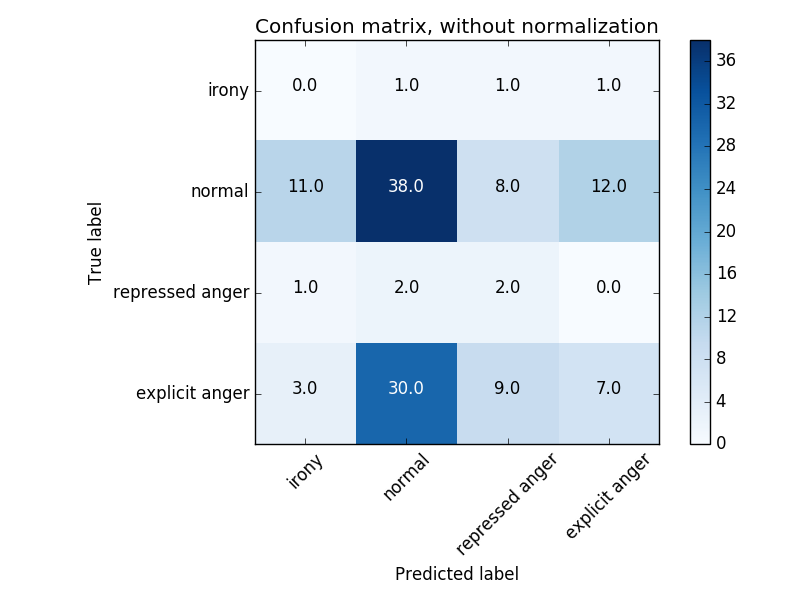 Confusion matrix, without normalization
irony 0.0 1.0 1.0 1.0
normal 11.0 38.0 8.0 12.0
repressed anger 1.0 2.0 2.0 0.0
explicit anger 3.0 30.0 9.0 7.0
True label
irony normal repressed anger explicit anger
Predicted label
36
32
28
24
20
16
12
8
4
0